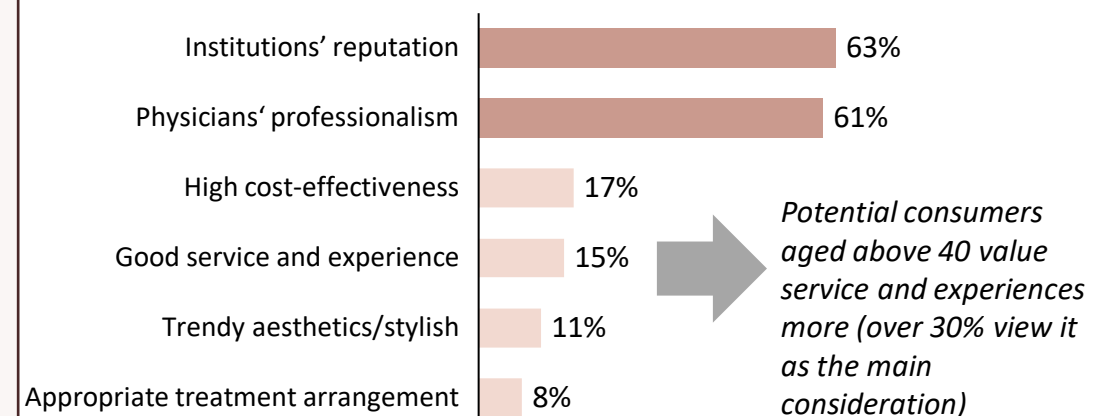 Institutions’ reputation 63%
Physicians‘ professionalism 61%
High cost-effectiveness 17%
Good service and experience 15%
Trendy aesthetics/stylish 11%
Appropriate treatment arrangement 8%
Potential consumers
aged above 40 value
service and experiences
more (over 30% view it
as the main
consideration)